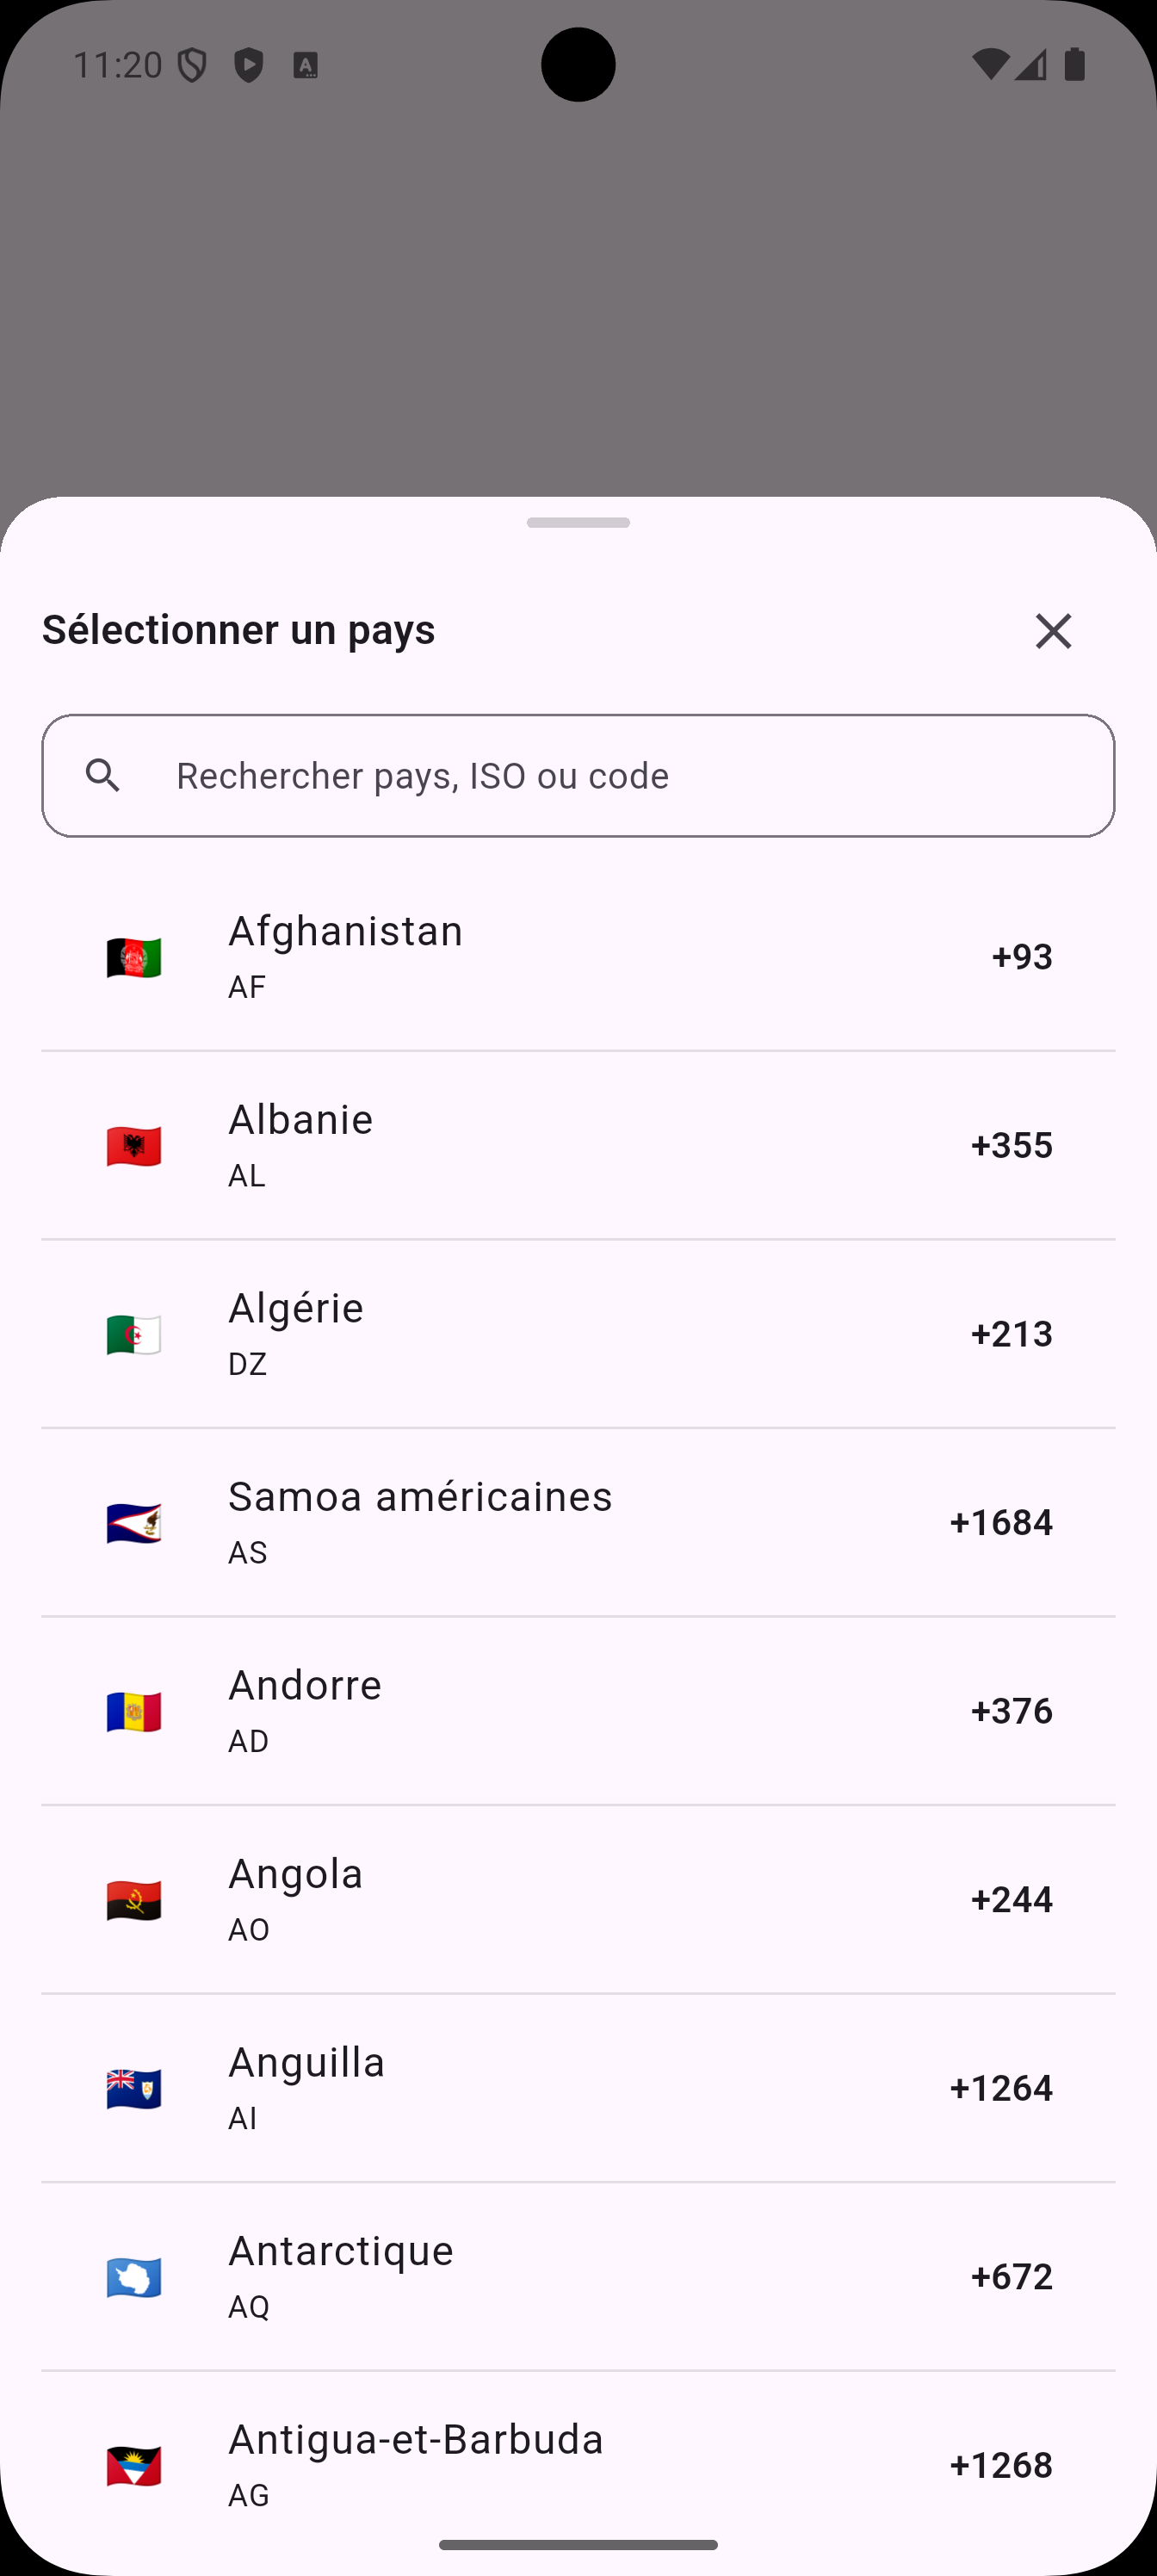 11:20
Sélectionner un pays
Rechercher pays, ISO ou code
Afghanistan
AF
+93
Albanie
AL
+355
Algérie
DZ
+213
Samoa américaines
AS
+1684
Andorre
AD
+376
Angola
AO
+244
Anguilla
AI
+1264
Antarctique
AQ
+672
Antigua-et-Barbuda
AG
+1268